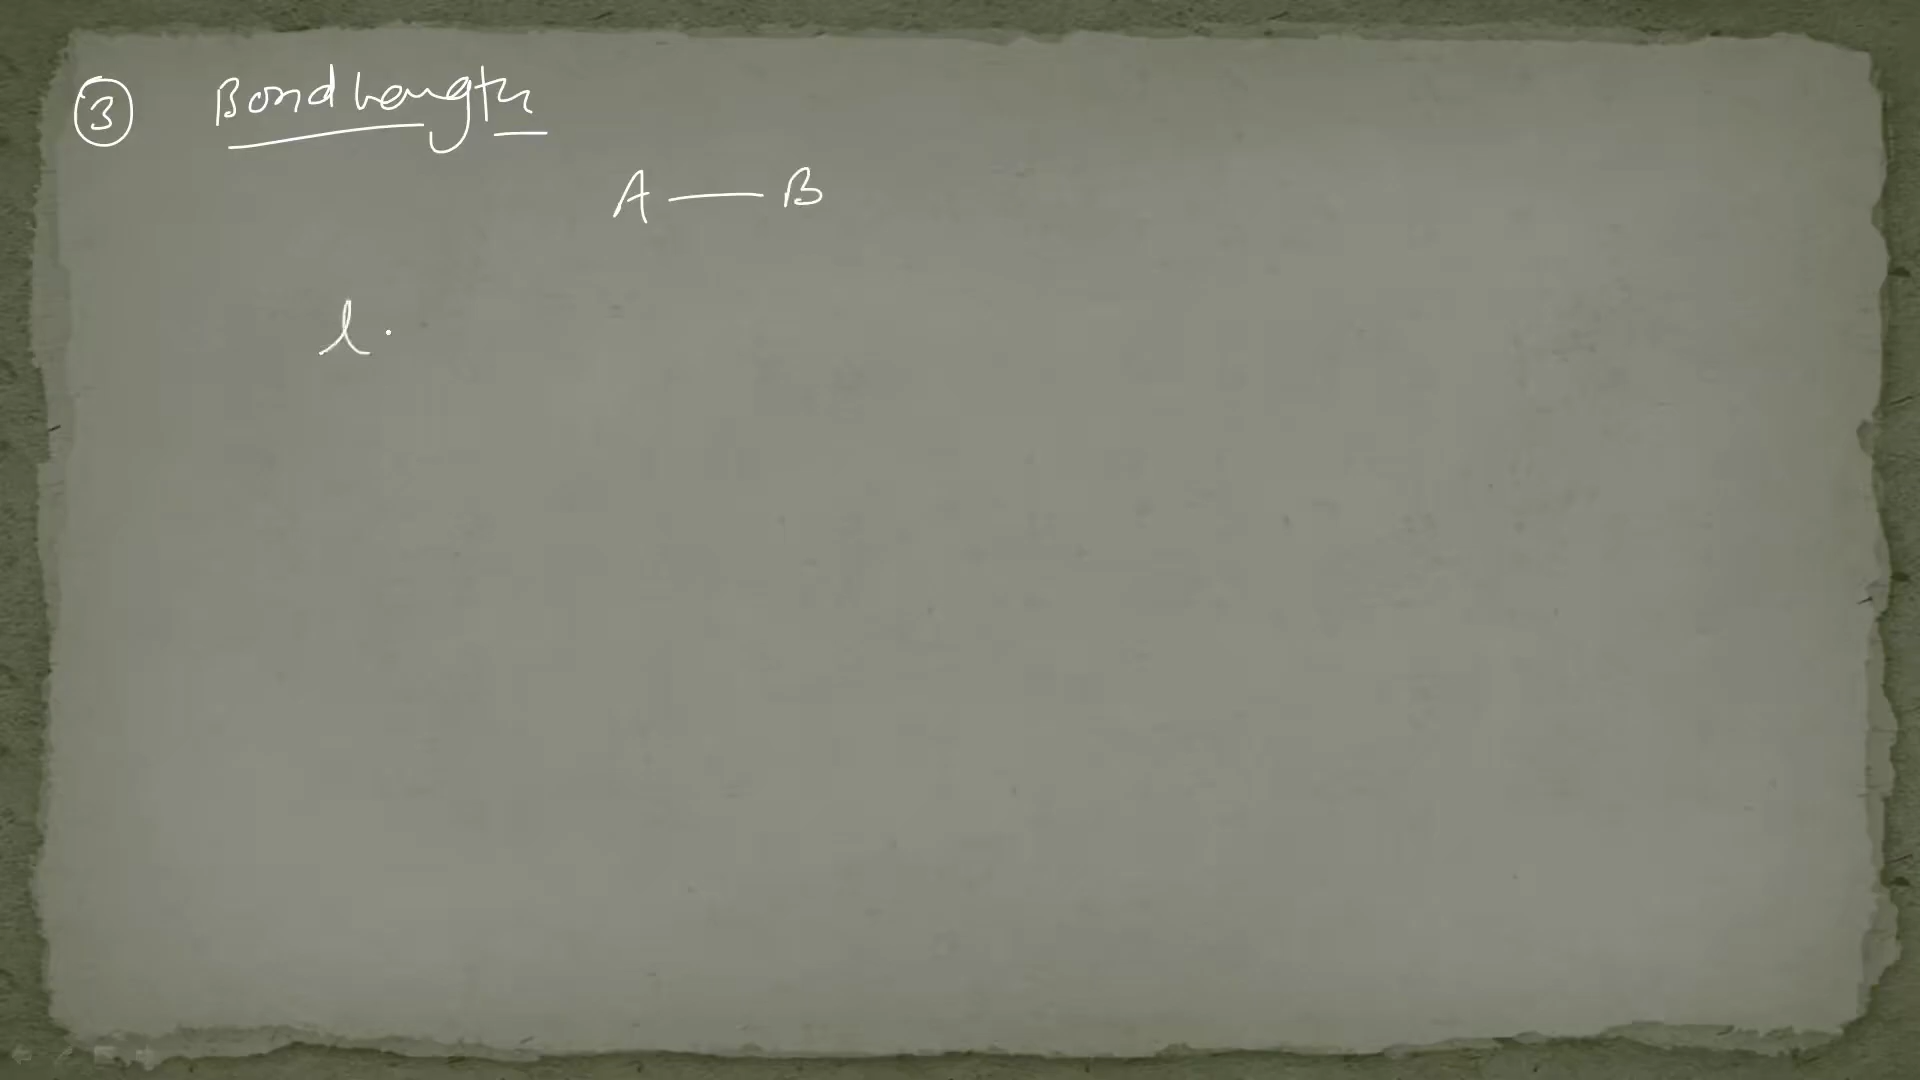 ③ Bond Length
A — B
l .